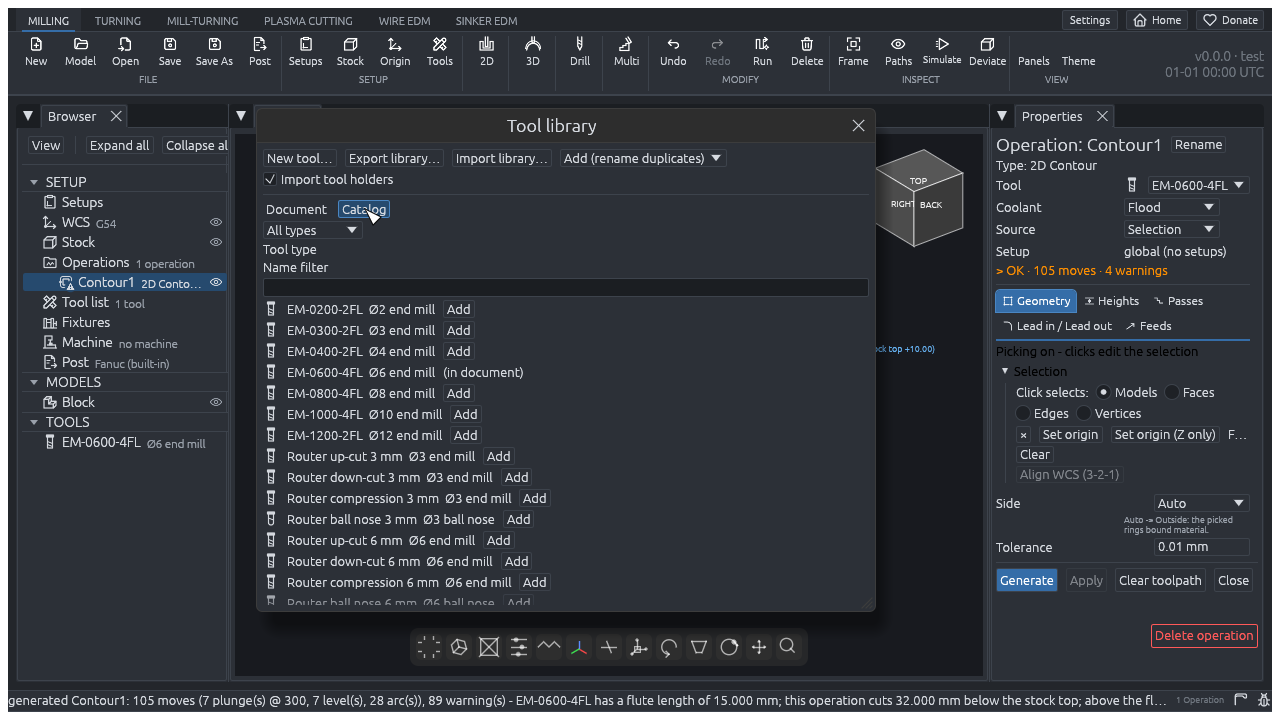 MILLING TURNING MILL-TURNING PLASMA CUTTING WIRE EDM SINKER EDM Settings Home Donate
New Model Open Save Save As Post Setups Stock Origin Tools 2D 3D Drill Multi Undo Redo Run Delete Frame Paths Simulate Deviate Panels Theme
FILE SETUP MODIFY INSPECT VIEW
v0.0.0 · test
01-01 00:00 UTC
Browser
View Expand all Collapse al
SETUP
Setups
WCS G54
Stock
Operations 1 operation
Contour1 2D Conto...
Tool list 1 tool
Fixtures
Machine no machine
Post Fanuc (built-in)
MODELS
Block
TOOLS
EM-0600-4FL Ø6 end mill
Tool library
New tool... Export library... Import library... Add (rename duplicates)
Import tool holders
Document Catalog
All types
Tool type
Name filter
EM-0200-2FL Ø2 end mill Add
EM-0300-2FL Ø3 end mill Add
EM-0400-2FL Ø4 end mill Add
EM-0600-4FL Ø6 end mill (in document)
EM-0800-4FL Ø8 end mill Add
EM-1000-4FL Ø10 end mill Add
EM-1200-2FL Ø12 end mill Add
Router up-cut 3 mm Ø3 end mill Add
Router down-cut 3 mm Ø3 end mill Add
Router compression 3 mm Ø3 end mill Add
Router ball nose 3 mm Ø3 ball nose Add
Router up-cut 6 mm Ø6 end mill Add
Router down-cut 6 mm Ø6 end mill Add
Router compression 6 mm Ø6 end mill Add
Router ball nose 6 mm Ø6 ball nose Add
TOP
RIGHT BACK
ock top +10.00)
Properties
Operation: Contour1 Rename
Type: 2D Contour
Tool EM-0600-4FL
Coolant Flood
Source Selection
Setup global (no setups)
> OK · 105 moves · 4 warnings
Geometry Heights Passes
Lead in / Lead out Feeds
Picking on - clicks edit the selection
Selection
Click selects: Models Faces
Edges Vertices
× Set origin Set origin (Z only) F...
Clear
Align WCS (3-2-1)
Side Auto
Auto -> Outside: the picked
rings bound material.
Tolerance 0.01 mm
Generate Apply Clear toolpath Close
Delete operation
generated Contour1: 105 moves (7 plunge(s) @ 300, 7 level(s), 28 arc(s)), 89 warning(s) - EM-0600-4FL has a flute length of 15.000 mm; this operation cuts 32.000 mm below the stock top; above the fl... 1 Operation